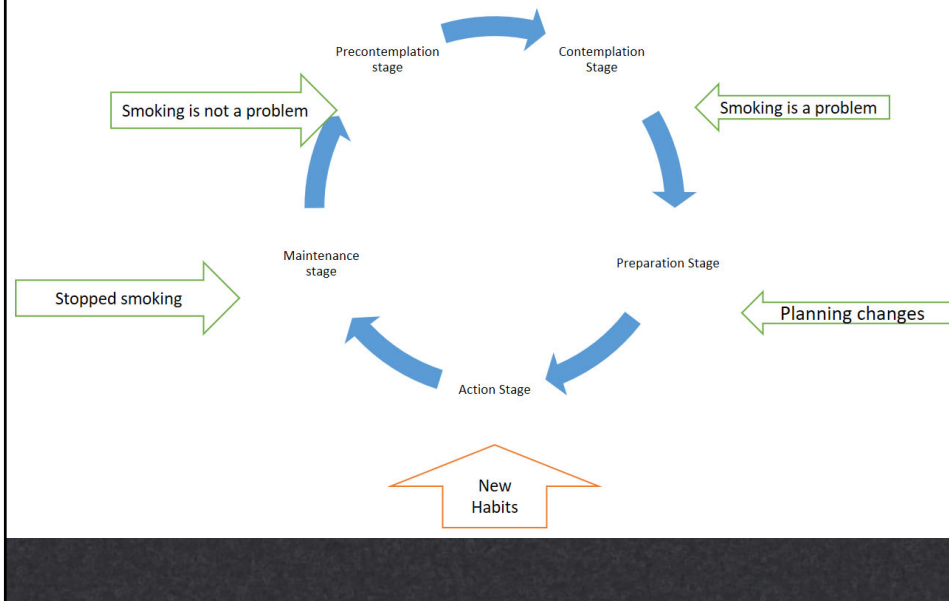 Precontemplation
stage
Contemplation
Stage
Smoking is not a problem
Smoking is a problem
Maintenance
stage
Preparation Stage
Stopped smoking
Planning changes
Action Stage
New
Habits